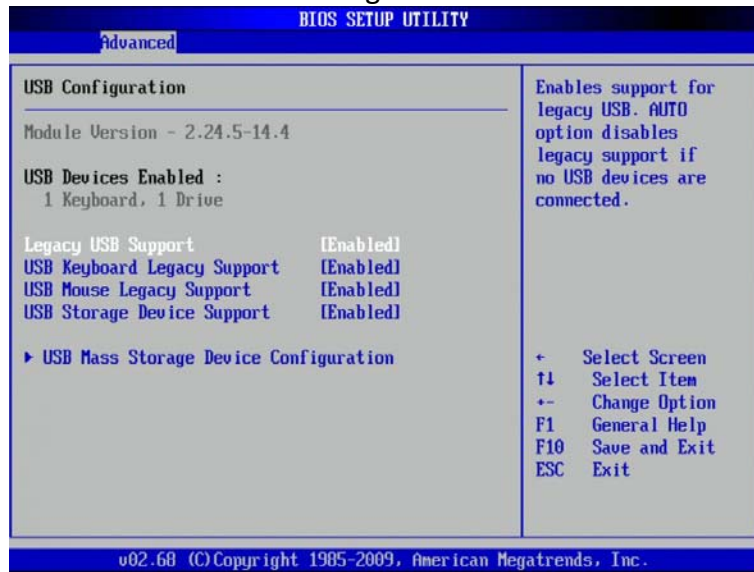 BIOS SETUP UTILITY
Advanced
USB Configuration
Module Version - 2.24.5-14.4
USB Devices Enabled :
1 Keyboard, 1 Drive
Legacy USB Support [Enabled]
USB Keyboard Legacy Support [Enabled]
USB Mouse Legacy Support [Enabled]
USB Storage Device Support [Enabled]
▶ USB Mass Storage Device Configuration
Enables support for
legacy USB. AUTO
option disables
legacy support if
no USB devices are
connected.
← Select Screen
↑↓ Select Item
+- Change Option
F1 General Help
F10 Save and Exit
ESC Exit
v02.68 (C)Copyright 1985-2009, American Megatrends, Inc.